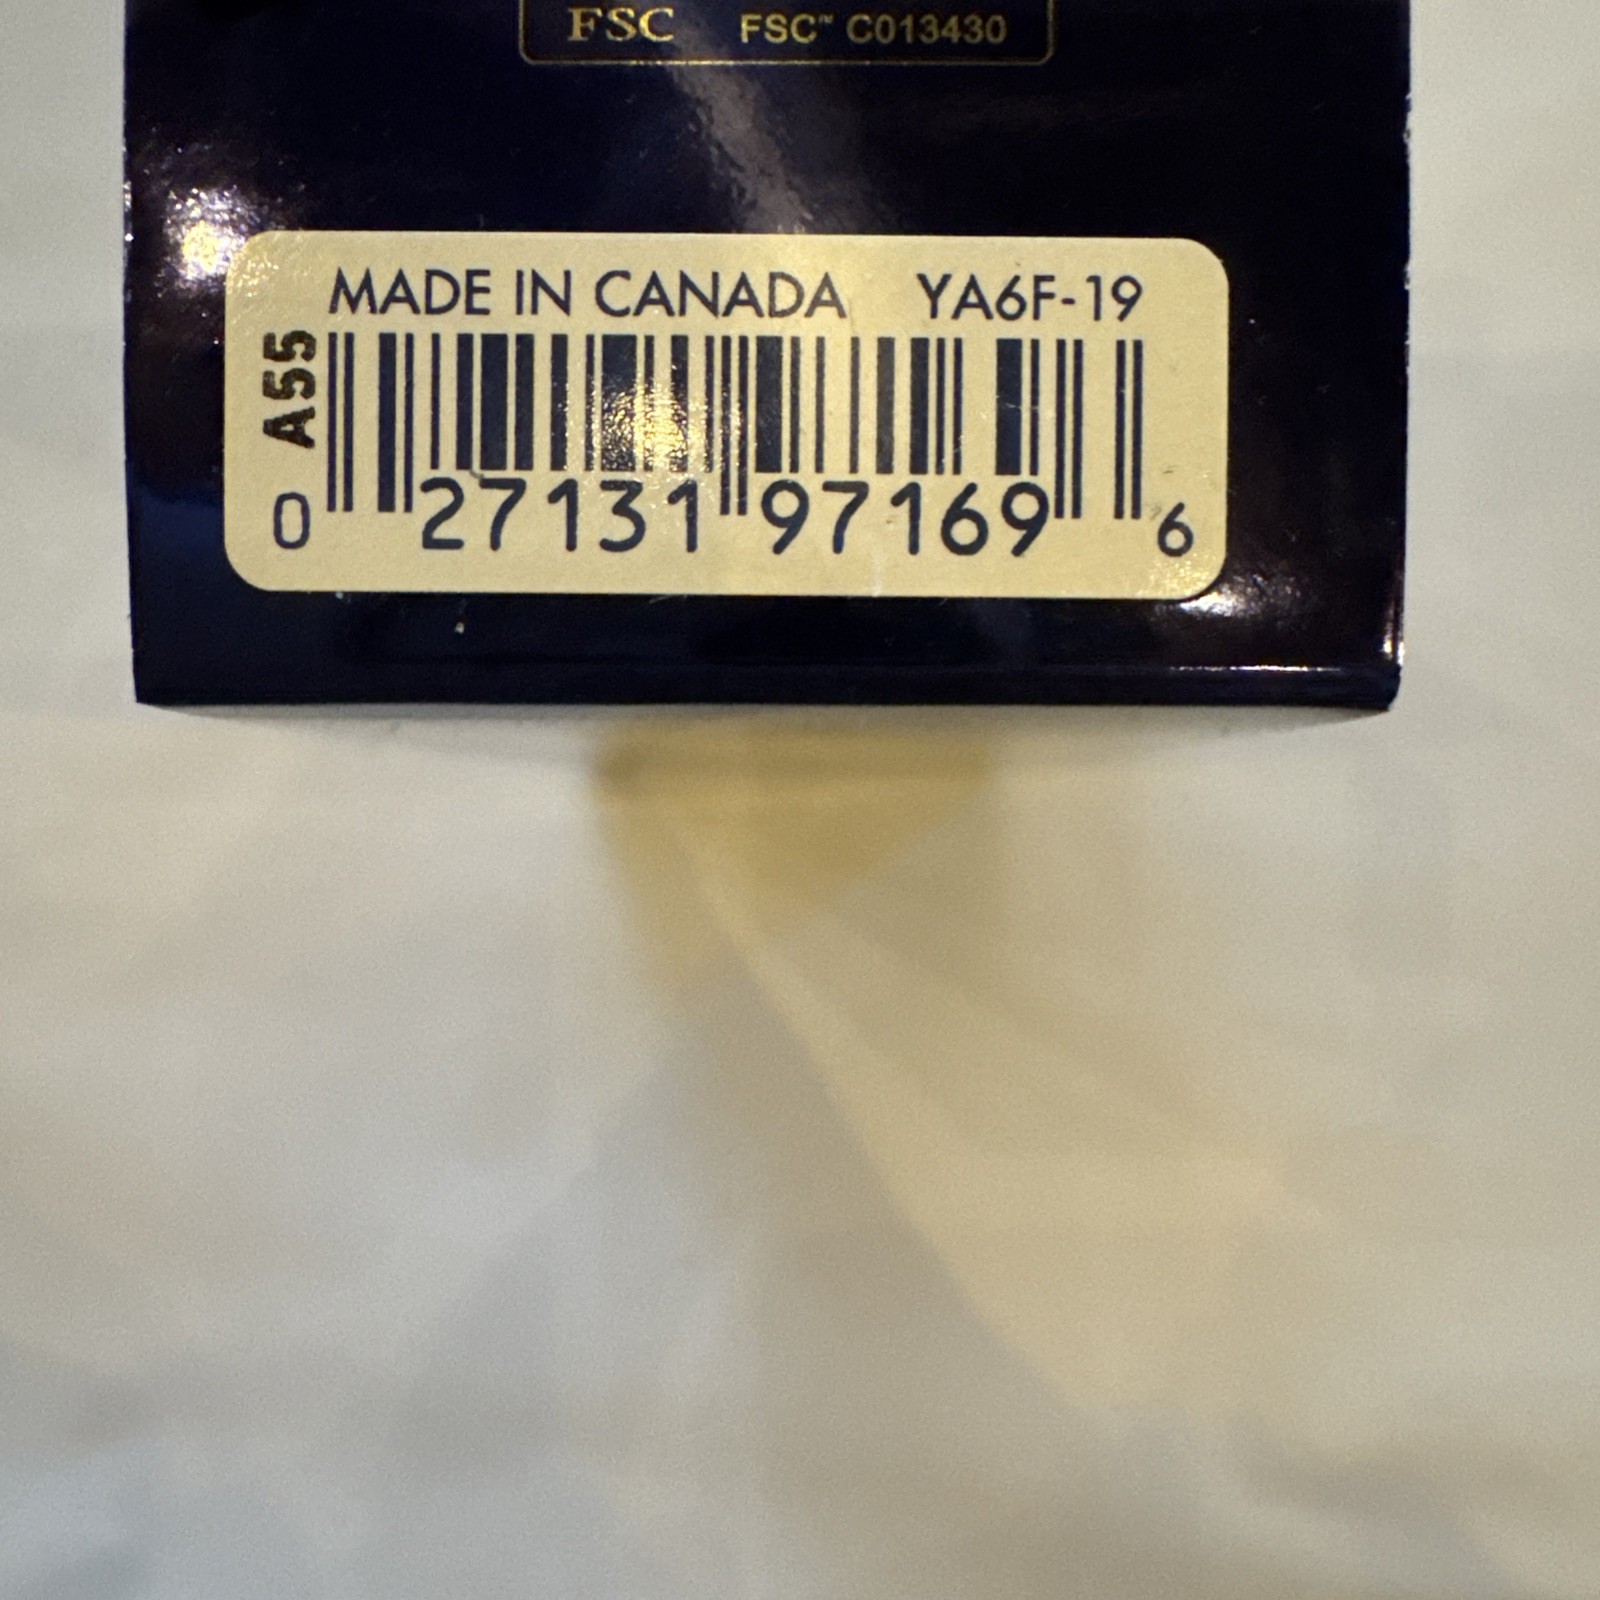 FSC FSC™ C013430
MADE IN CANADA YA6F-19
A55
0 27131 97169 6